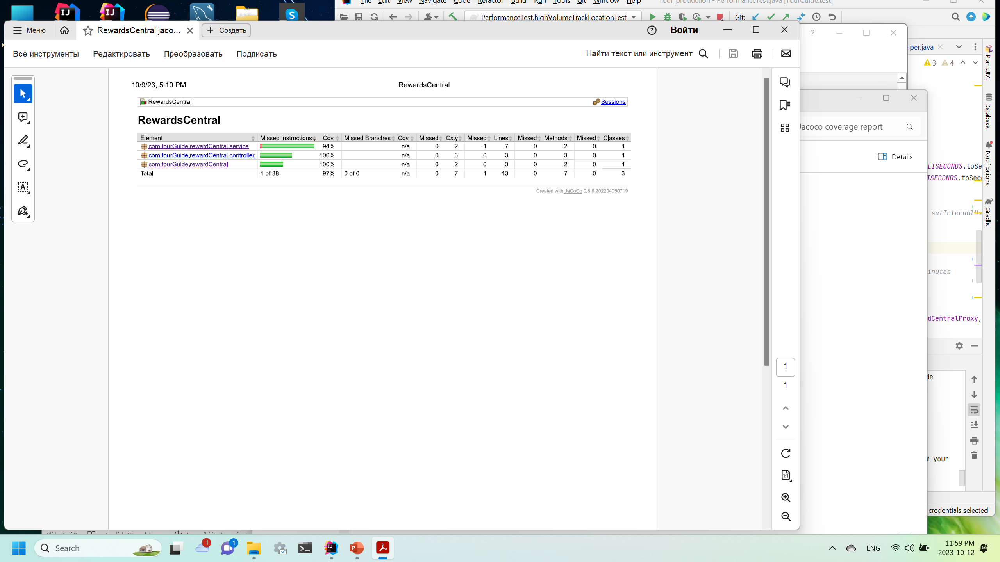 File Edit View Navigate Code Refactor Build Run Tools Git Window Help Tour_production - PerformanceTest.java [TourGuide.test]
PerformanceTest.highVolumeTrackLocationTest Git:
Меню RewardsCentral jaco... Создать Войти
Все инструменты Редактировать Преобразовать Подписать Найти текст или инструмент
lper.java
3 4
10/9/23, 5:10 PM RewardsCentral
RewardsCentral Sessions
RewardsCentral
Element Missed Instructions Cov. Missed Branches Cov. Missed Cxty Missed Lines Missed Methods Missed Classes
com.tourGuide.rewardCentral.service 94% n/a 0 2 1 7 0 2 0 1
com.tourGuide.rewardCentral.controller 100% n/a 0 3 0 3 0 3 0 1
com.tourGuide.rewardCentral 100% n/a 0 2 0 3 0 2 0 1
Total 1 of 38 97% 0 of 0 n/a 0 7 1 13 0 7 0 3
Created with JaCoCo 0.8.8.202204050719
1
1
Jacoco coverage report
Details
LISECONDS.toSe
ISECONDS.toSec
setInternalUs
inutes
dCentralProxy,
de
your
credentials selected
PlantUML
Database
Notifications
Gradle
Search 1 1 ENG 11:59 PM
2023-10-12